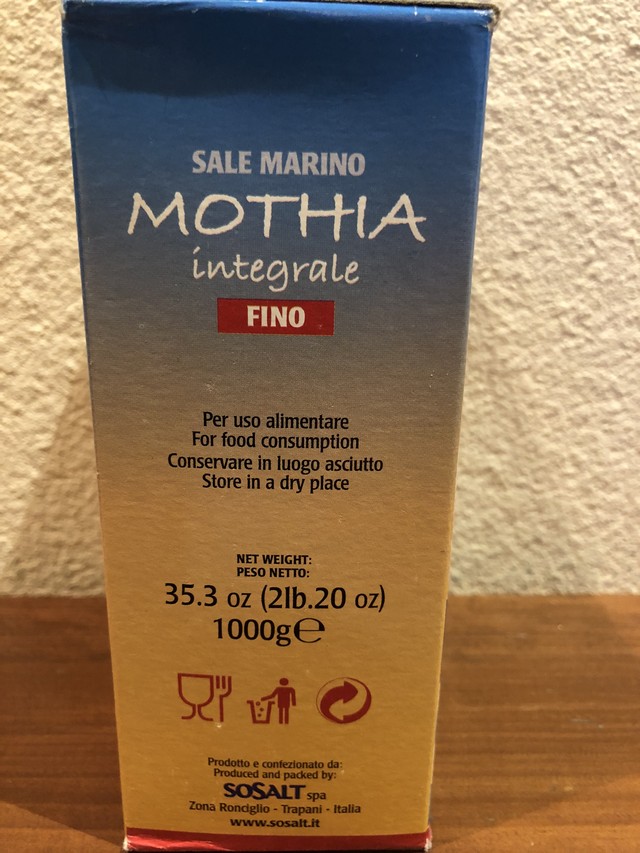 SALE MARINO
MOTHIA
integrale
FINO
Per uso alimentare
For food consumption
Conservare in luogo asciutto
Store in a dry place
NET WEIGHT:
PESO NETTO:
35.3 oz (2lb.20 oz)
1000g℮
Prodotto e confezionato da:
Produced and packed by:
SOSALT spa
Zona Ronciglio - Trapani - Italia
www.sosalt.it